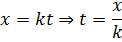 x = kt ⇒ t = x/k